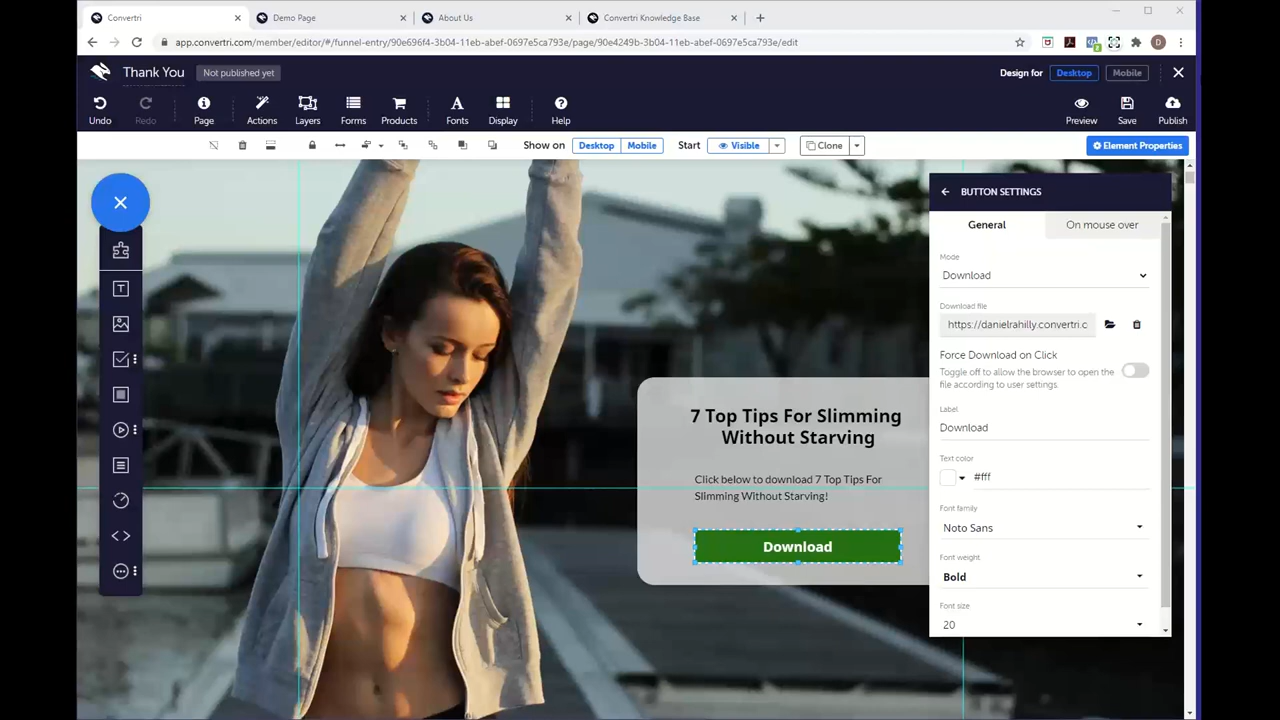 Convertri
Demo Page
About Us
Convertri Knowledge Base
app.convertri.com/member/editor/#/funnel-entry/90e696f4-3b04-11eb-abef-0697e5ca793e/page/90e4249b-3b04-11eb-abef-0697e5ca793e/edit
D
Thank You
Not published yet
Design for
Desktop
Mobile
Undo
Redo
Page
Actions
Layers
Forms
Products
Fonts
Display
Help
Preview
Save
Publish
Show on
Desktop
Mobile
Start
Visible
Clone
Element Properties
BUTTON SETTINGS
General
On mouse over
Mode
Download
Download file
https://danielrahilly.convertri.c
Force Download on Click
Toggle off to allow the browser to open the
file according to user settings.
Label
Download
Text color
#fff
Font family
Noto Sans
Font weight
Bold
Font size
20
7 Top Tips For Slimming
Without Starving
Click below to download 7 Top Tips For
Slimming Without Starving!
Download